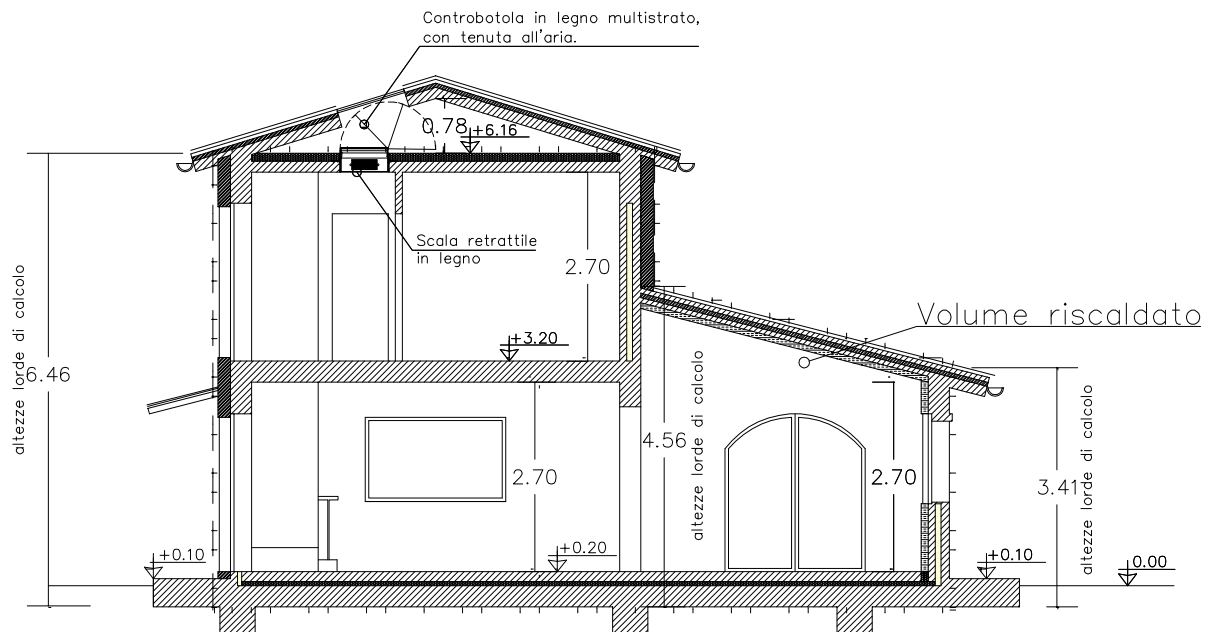 Controbotola in legno multistrato,
con tenuta all'aria.
0.78
+6.16
Scala retrattile
in legno
2.70
Volume riscaldato
+3.20
altezze lorde di calcolo
6.46
altezze lorde di calcolo
4.56
2.70
2.70
3.41
altezze lorde di calcolo
+0.10
+0.20
+0.10
0.00